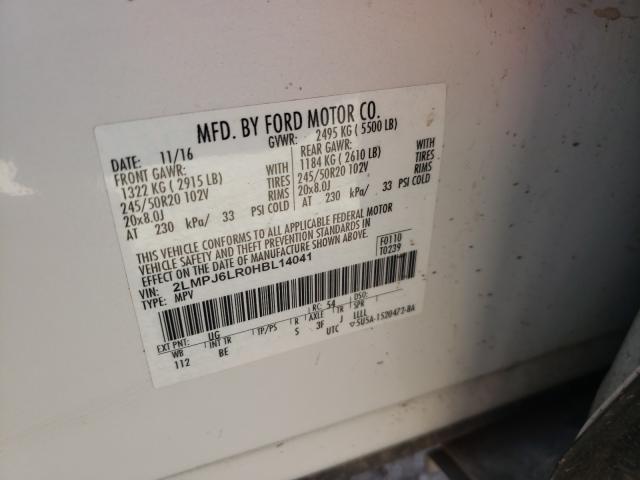 MFD. BY FORD MOTOR CO.
DATE: 11/16 GVWR: 2495 KG ( 5500 LB)
FRONT GAWR: REAR GAWR:
1322 KG ( 2915 LB) WITH 1184 KG ( 2610 LB) WITH
245/50R20 102V TIRES 245/50R20 102V TIRES
20x8.0J RIMS 20x8.0J RIMS
AT 230 kPa/ 33 PSI COLD AT 230 kPa/ 33 PSI COLD
THIS VEHICLE CONFORMS TO ALL APPLICABLE FEDERAL MOTOR
VEHICLE SAFETY AND THEFT PREVENTION STANDARDS IN
EFFECT ON THE DATE OF MANUFACTURE SHOWN ABOVE.
VIN: 2LMPJ6LR0HBL14041 F0110
TYPE: MPV T0239
EXT PNT: UG RC: 54 DSO:
WB INT TR TP/PS R AXLE TR SPR
112 BE S 3F J LLLL
UTC ▽5U5A-1520472-BA